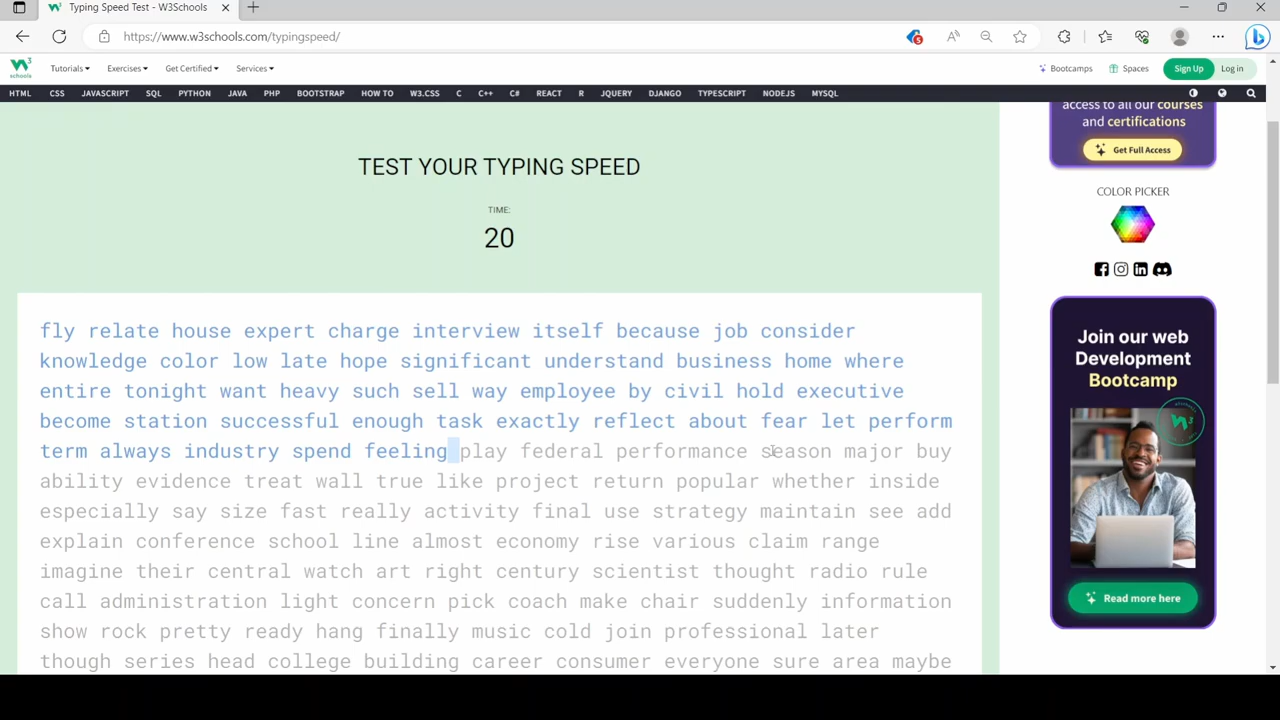 Typing Speed Test - W3Schools
https://www.w3schools.com/typingspeed/
5
W3 schools
Tutorials Exercises Get Certified Services Bootcamps Spaces Sign Up Log in
HTML CSS JAVASCRIPT SQL PYTHON JAVA PHP BOOTSTRAP HOW TO W3.CSS C C++ C# REACT R JQUERY DJANGO TYPESCRIPT NODEJS MYSQL
TEST YOUR TYPING SPEED
TIME:
20
fly relate house expert charge interview itself because job consider
knowledge color low late hope significant understand business home where
entire tonight want heavy such sell way employee by civil hold executive
become station successful enough task exactly reflect about fear let perform
term always industry spend feeling play federal performance season major buy
ability evidence treat wall true like project return popular whether inside
especially say size fast really activity final use strategy maintain see add
explain conference school line almost economy rise various claim range
imagine their central watch art right century scientist thought radio rule
call administration light concern pick coach make chair suddenly information
show rock pretty ready hang finally music cold join professional later
though series head college building career consumer everyone sure area maybe
access to all our courses
and certifications
Get Full Access
COLOR PICKER
Join our web
Development
Bootcamp
Read more here